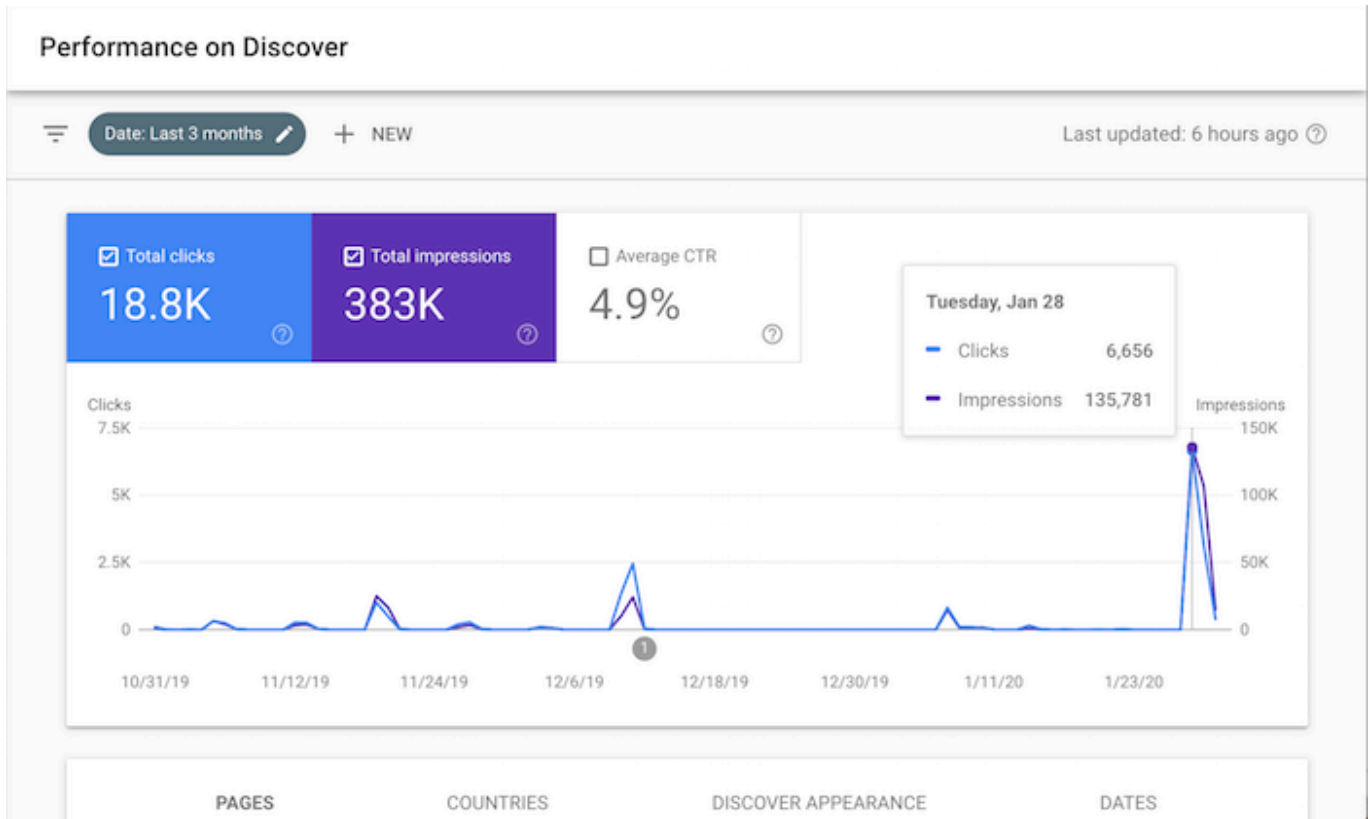 Performance on Discover
Date: Last 3 months
NEW
Last updated: 6 hours ago
Total clicks
18.8K
Total impressions
383K
Average CTR
4.9%
Tuesday, Jan 28
Clicks 6,656
Impressions 135,781
Clicks
Impressions
7.5K 150K
5K 100K
2.5K 50K
0 0
1
10/31/19 11/12/19 11/24/19 12/6/19 12/18/19 12/30/19 1/11/20 1/23/20
PAGES COUNTRIES DISCOVER APPEARANCE DATES